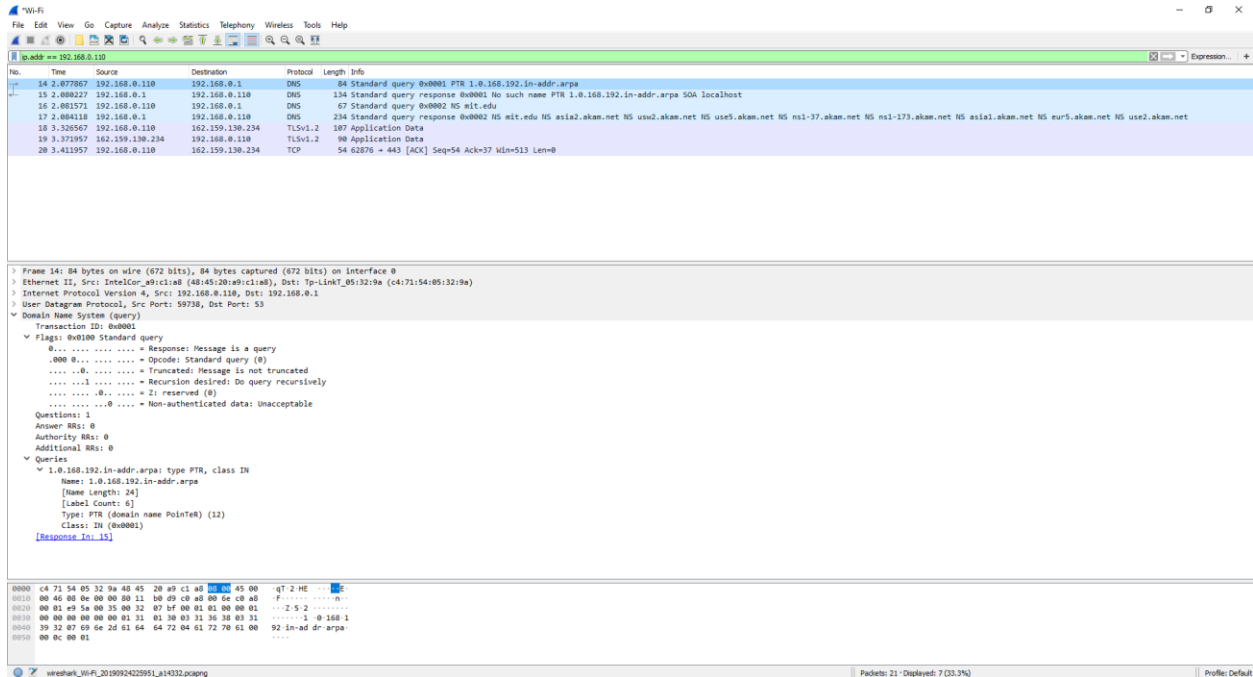 *Wi-Fi
File Edit View Go Capture Analyze Statistics Telephony Wireless Tools Help
ip.addr == 192.168.0.110
Expression... +
No. Time Source Destination Protocol Length Info
14 2.077867 192.168.0.110 192.168.0.1 DNS 84 Standard query 0x0001 PTR 1.0.168.192.in-addr.arpa
15 2.080227 192.168.0.1 192.168.0.110 DNS 134 Standard query response 0x0001 No such name PTR 1.0.168.192.in-addr.arpa SOA localhost
16 2.081571 192.168.0.110 192.168.0.1 DNS 67 Standard query 0x0002 NS mit.edu
17 2.084118 192.168.0.1 192.168.0.110 DNS 234 Standard query response 0x0002 NS mit.edu NS asia2.akam.net NS usw2.akam.net NS use5.akam.net NS ns1-37.akam.net NS ns1-173.akam.net NS asia1.akam.net NS eur5.akam.net NS use2.akam.net
18 3.326567 192.168.0.110 162.159.130.234 TLSv1.2 107 Application Data
19 3.371957 162.159.130.234 192.168.0.110 TLSv1.2 90 Application Data
20 3.411957 192.168.0.110 162.159.130.234 TCP 54 62876 → 443 [ACK] Seq=54 Ack=37 Win=513 Len=0
> Frame 14: 84 bytes on wire (672 bits), 84 bytes captured (672 bits) on interface 0
> Ethernet II, Src: IntelCor_a9:c1:a8 (48:45:20:a9:c1:a8), Dst: Tp-LinkT_05:32:9a (c4:71:54:05:32:9a)
> Internet Protocol Version 4, Src: 192.168.0.110, Dst: 192.168.0.1
> User Datagram Protocol, Src Port: 59738, Dst Port: 53
Domain Name System (query)
Transaction ID: 0x0001
Flags: 0x0100 Standard query
0... .... .... .... = Response: Message is a query
.000 0... .... .... = Opcode: Standard query (0)
.... ..0. .... .... = Truncated: Message is not truncated
.... ...1 .... .... = Recursion desired: Do query recursively
.... .... .0.. .... = Z: reserved (0)
.... .... ...0 .... = Non-authenticated data: Unacceptable
Questions: 1
Answer RRs: 0
Authority RRs: 0
Additional RRs: 0
Queries
1.0.168.192.in-addr.arpa: type PTR, class IN
Name: 1.0.168.192.in-addr.arpa
[Name Length: 24]
[Label Count: 6]
Type: PTR (domain name PoinTeR) (12)
Class: IN (0x0001)
[Response In: 15]
0000 c4 71 54 05 32 9a 48 45 20 a9 c1 a8 08 00 45 00 ·qT·2·HE ·····E·
0010 00 46 08 0e 00 00 80 11 b0 d9 c0 a8 00 6e c0 a8 ·F···········n··
0020 00 01 e9 5a 00 35 00 32 07 bf 00 01 01 00 00 01 ···Z·5·2 ········
0030 00 00 00 00 00 00 01 31 01 30 03 31 36 38 03 31 ·······1 ·0·168·1
0040 39 32 07 69 6e 2d 61 64 64 72 04 61 72 70 61 00 92·in-ad dr·arpa·
0050 00 0c 00 01 ····
wireshark_Wi-Fi_20190924225951_a14332.pcapng
Packets: 21 · Displayed: 7 (33.3%)
Profile: Default